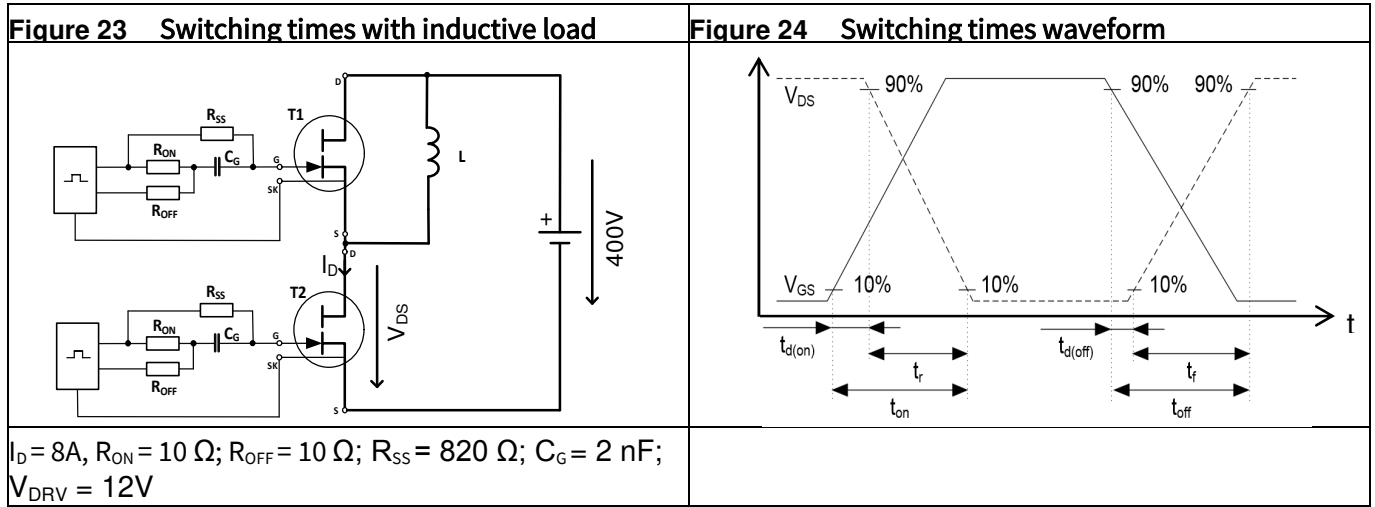 Figure 23 Switching times with inductive load
D
T1
RSS
RON
CG
G
SK
ROFF
L
S
D
ID
+
400V
T2
RSS
RON
CG
G
SK
ROFF
VDS
S
ID = 8A, RON = 10 Ω; ROFF = 10 Ω; RSS = 820 Ω; CG = 2 nF;
VDRV = 12V
Figure 24 Switching times waveform
VDS
90%
90%
90%
VGS
10%
10%
10%
t
td(on)
td(off)
tr
tf
ton
toff